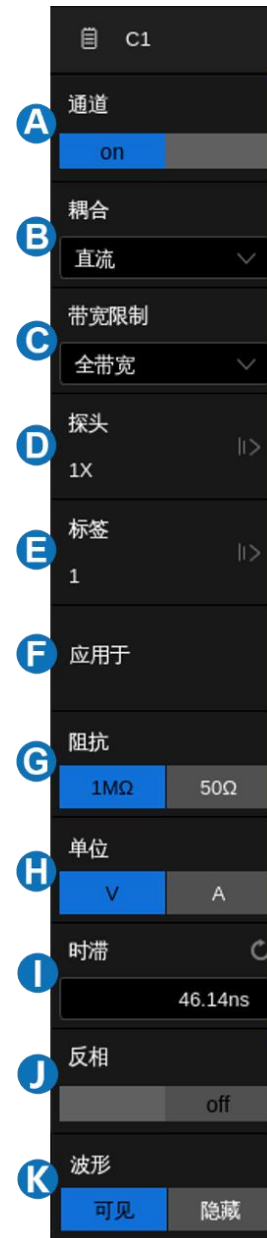 C1
A
通道
on
B
耦合
直流
C
带宽限制
全带宽
D
探头
1X
E
标签
1
F
应用于
G
阻抗
1MΩ 50Ω
H
单位
V A
I
时滞
46.14ns
J
反相
off
K
波形
可见 隐藏